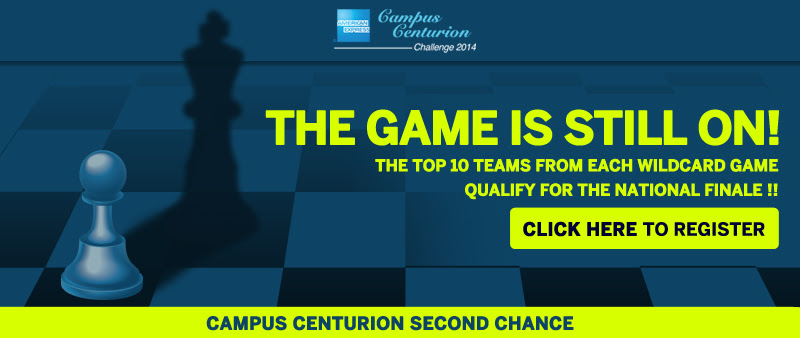 AMERICAN
EXPRESS
Campus
Centurion
Challenge 2014
THE GAME IS STILL ON!
THE TOP 10 TEAMS FROM EACH WILDCARD GAME
QUALIFY FOR THE NATIONAL FINALE !!
CLICK HERE TO REGISTER
CAMPUS CENTURION SECOND CHANCE